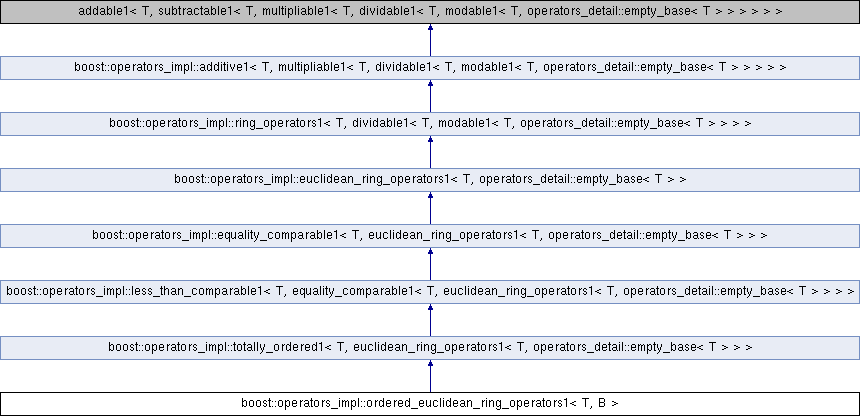 addable1< T, subtractable1< T, multipliable1< T, dividable1< T, modable1< T, operators_detail::empty_base< T > > > > > >
boost::operators_impl::additive1< T, multipliable1< T, dividable1< T, modable1< T, operators_detail::empty_base< T > > > > >
boost::operators_impl::ring_operators1< T, dividable1< T, modable1< T, operators_detail::empty_base< T > > > >
boost::operators_impl::euclidean_ring_operators1< T, operators_detail::empty_base< T > >
boost::operators_impl::equality_comparable1< T, euclidean_ring_operators1< T, operators_detail::empty_base< T > > >
boost::operators_impl::less_than_comparable1< T, equality_comparable1< T, euclidean_ring_operators1< T, operators_detail::empty_base< T > > > >
boost::operators_impl::totally_ordered1< T, euclidean_ring_operators1< T, operators_detail::empty_base< T > > >
boost::operators_impl::ordered_euclidean_ring_operators1< T, B >